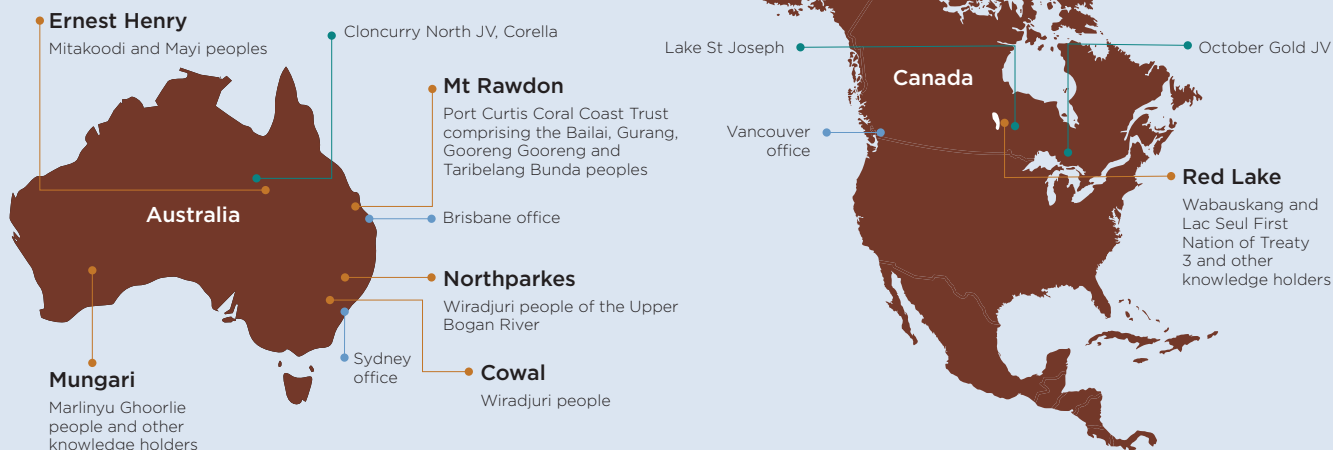 Ernest Henry
Mitakoodi and Mayi peoples
Cloncurry North JV, Corella
Mt Rawdon
Port Curtis Coral Coast Trust
comprising the Bailai, Gurang,
Gooreng Gooreng and
Taribelang Bunda peoples
Australia
Brisbane office
Northparkes
Wiradjuri people of the Upper
Bogan River
Sydney
office
Cowal
Wiradjuri people
Mungari
Marlinyu Ghoorlie
people and other
knowledge holders
Lake St Joseph
October Gold JV
Canada
Vancouver
office
Red Lake
Wabauskang and
Lac Seul First
Nation of Treaty
3 and other
knowledge holders